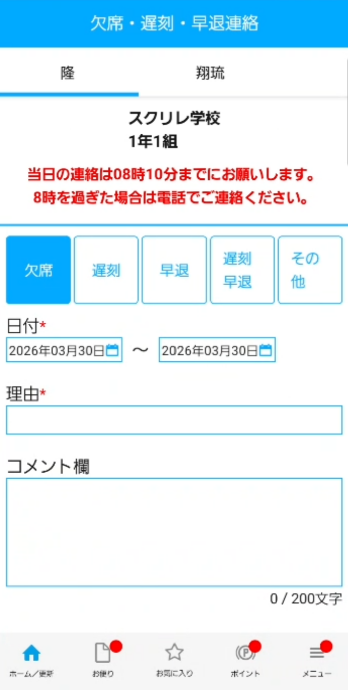 欠席・遅刻・早退連絡
隆
翔琉
スクリレ学校
1年1組
当日の連絡は08時10分までにお願いします。
8時を過ぎた場合は電話でご連絡ください。
欠席
遅刻
早退
遅刻
早退
その
他
日付*
2026年03月30日 ～ 2026年03月30日
理由*
コメント欄
0 / 200文字
ホーム／更新
お便り
お気に入り
ポイント
メニュー